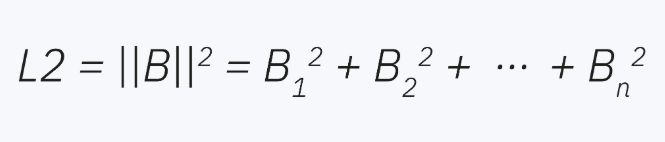 L2 = ||B||² = B₁² + B₂² + ⋯ + Bₙ²